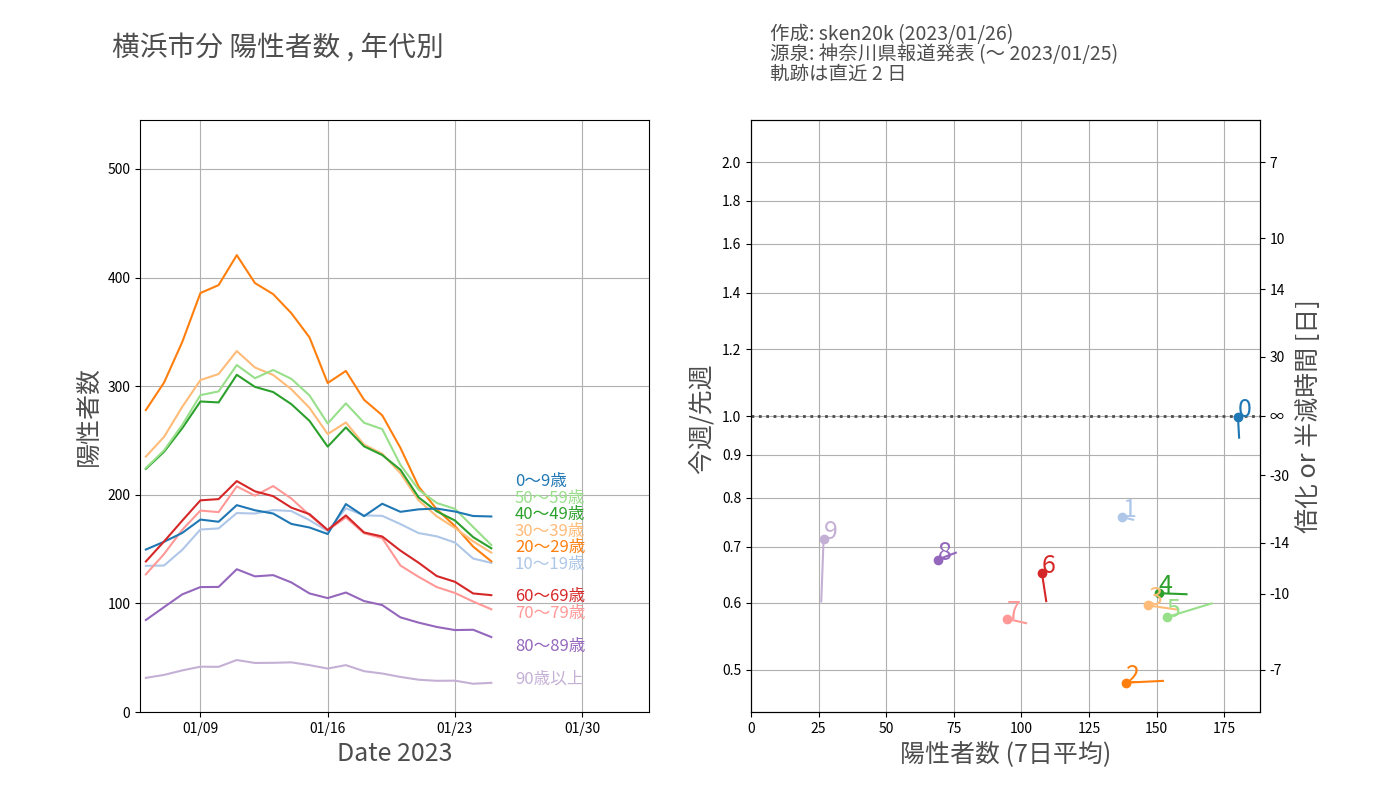 横浜市分 陽性者数 , 年代別
作成: sken20k (2023/01/26)
源泉: 神奈川県報道発表 (〜 2023/01/25)
軌跡は直近 2 日
陽性者数
500
400
300
200
100
0
0〜9歳
50〜59歳
40〜49歳
30〜39歳
20〜29歳
10〜19歳
60〜69歳
70〜79歳
80〜89歳
90歳以上
01/09
01/16
01/23
01/30
Date 2023
今週/先週
2.0
1.8
1.6
1.4
1.2
1.0
0.9
0.8
0.7
0.6
0.5
0
1
9
8
6
4
3
5
7
2
7
10
14
30
∞
-30
-14
-10
-7
倍化 or 半減時間 [日]
0
25
50
75
100
125
150
175
陽性者数 (7日平均)